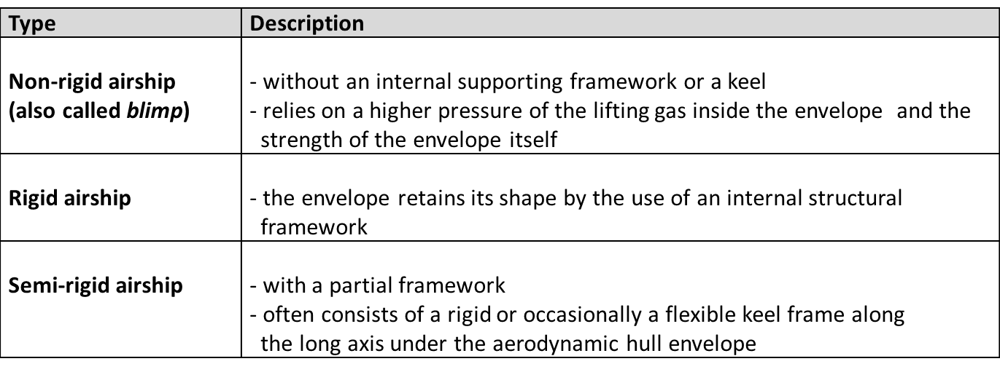 Type
Description
Non-rigid airship
(also called blimp)
- without an internal supporting framework or a keel
- relies on a higher pressure of the lifting gas inside the envelope and the
strength of the envelope itself
Rigid airship
- the envelope retains its shape by the use of an internal structural
framework
Semi-rigid airship
- with a partial framework
- often consists of a rigid or occasionally a flexible keel frame along
the long axis under the aerodynamic hull envelope